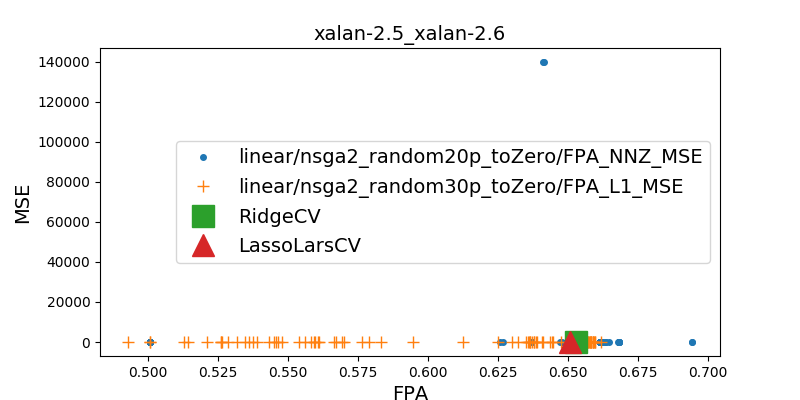 xalan-2.5_xalan-2.6
MSE
140000
120000
100000
80000
60000
40000
20000
0
linear/nsga2_random20p_toZero/FPA_NNZ_MSE
linear/nsga2_random30p_toZero/FPA_L1_MSE
RidgeCV
LassoLarsCV
0.500 0.525 0.550 0.575 0.600 0.625 0.650 0.675 0.700
FPA